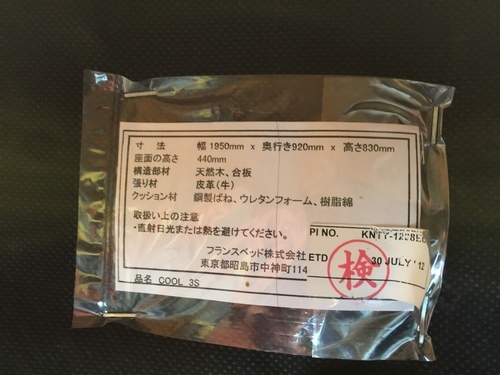 寸 法 幅 1950mm x 奥行き920mm x 高さ830mm
座面の高さ 440mm
構造部材 天然木、合板
張り材 皮革(牛)
クッション材 鋼製ばね、ウレタンフォーム、樹脂綿
取扱い上の注意
・直射日光または熱を避けてください。
フランスベッド株式会社
東京都昭島市中神町114
品名 COOL 3S
PI NO.
ETD 30 JULY '12
検